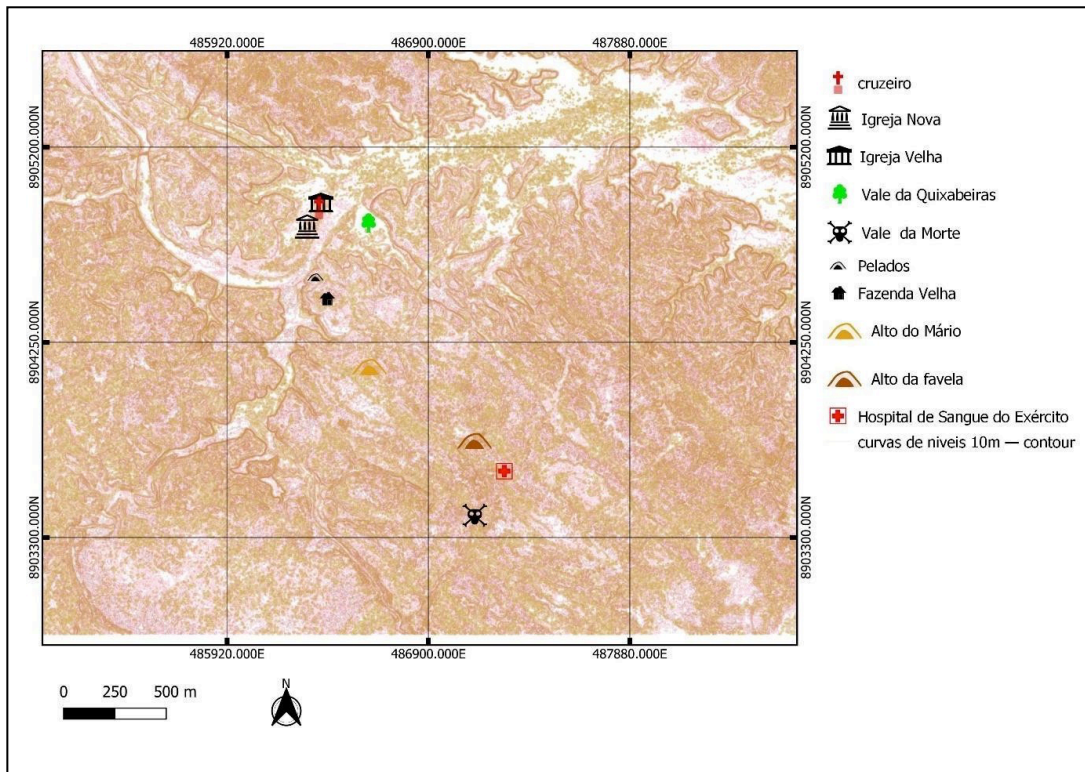 485920.000E 486900.000E 487880.000E
8905200.000N 8905200.000N
8904250.000N 8904250.000N
8903300.000N 8903300.000N
485920.000E 486900.000E 487880.000E
cruzeiro
Igreja Nova
Igreja Velha
Vale da Quixabeiras
Vale da Morte
Pelados
Fazenda Velha
Alto do Mário
Alto da favela
Hospital de Sangue do Exército
curvas de niveis 10m — contour
0 250 500 m
N